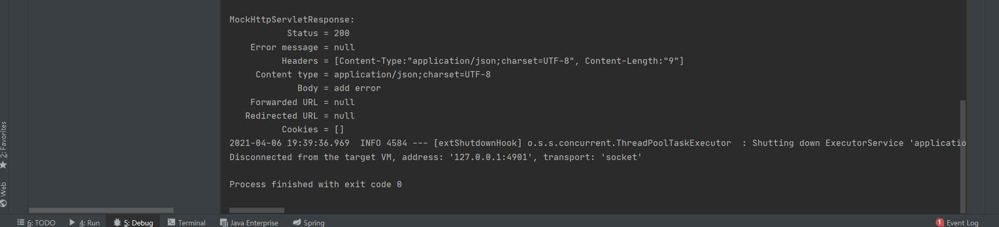 MockHttpServletResponse:
Status = 200
Error message = null
Headers = [Content-Type:"application/json;charset=UTF-8", Content-Length:"9"]
Content type = application/json;charset=UTF-8
Body = add error
Forwarded URL = null
Redirected URL = null
Cookies = []
2021-04-06 19:39:36.969  INFO 4584 --- [extShutdownHook] o.s.s.concurrent.ThreadPoolTaskExecutor  : Shutting down ExecutorService 'applicatio
Disconnected from the target VM, address: '127.0.0.1:4901', transport: 'socket'
Process finished with exit code 0
2: Favorites
Web
6: TODO
4: Run
5: Debug
Terminal
Java Enterprise
Spring
1 Event Log